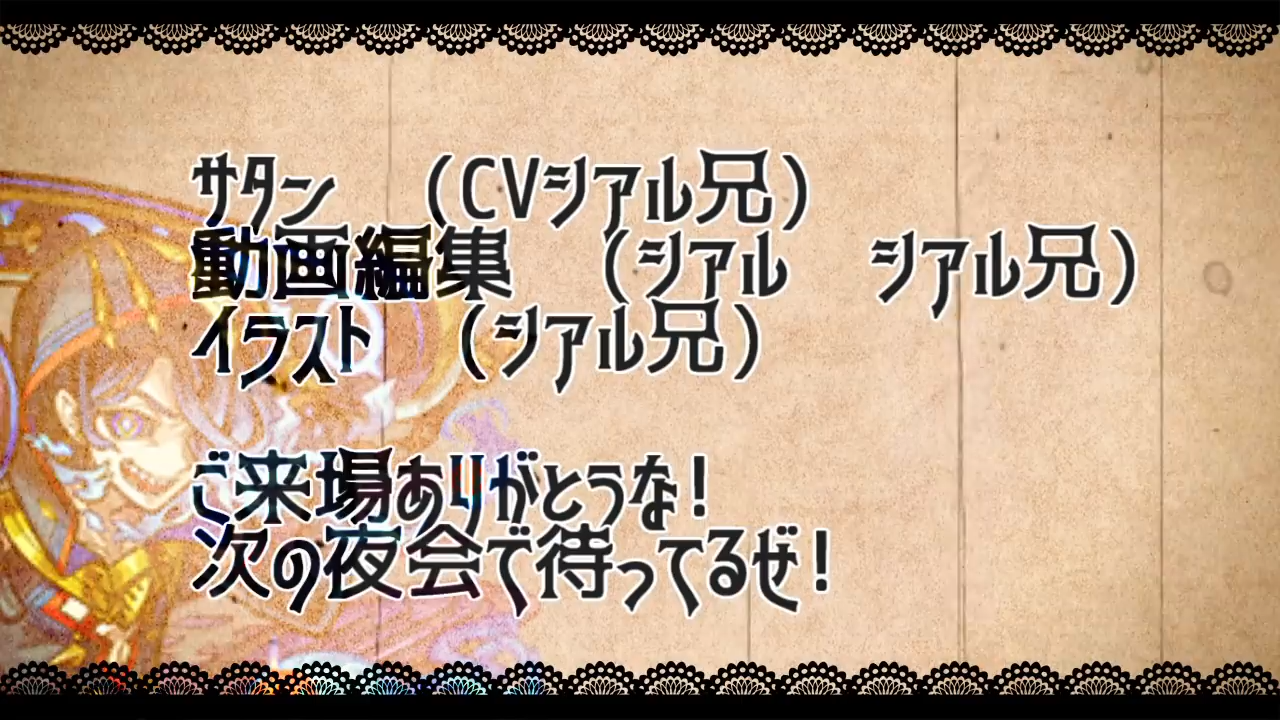 サタン　（CVシアル兄）
動画編集　（シアル　シアル兄）
イラスト　（シアル兄）
ご来場ありがとうな！
次の夜会で待ってるぜ！